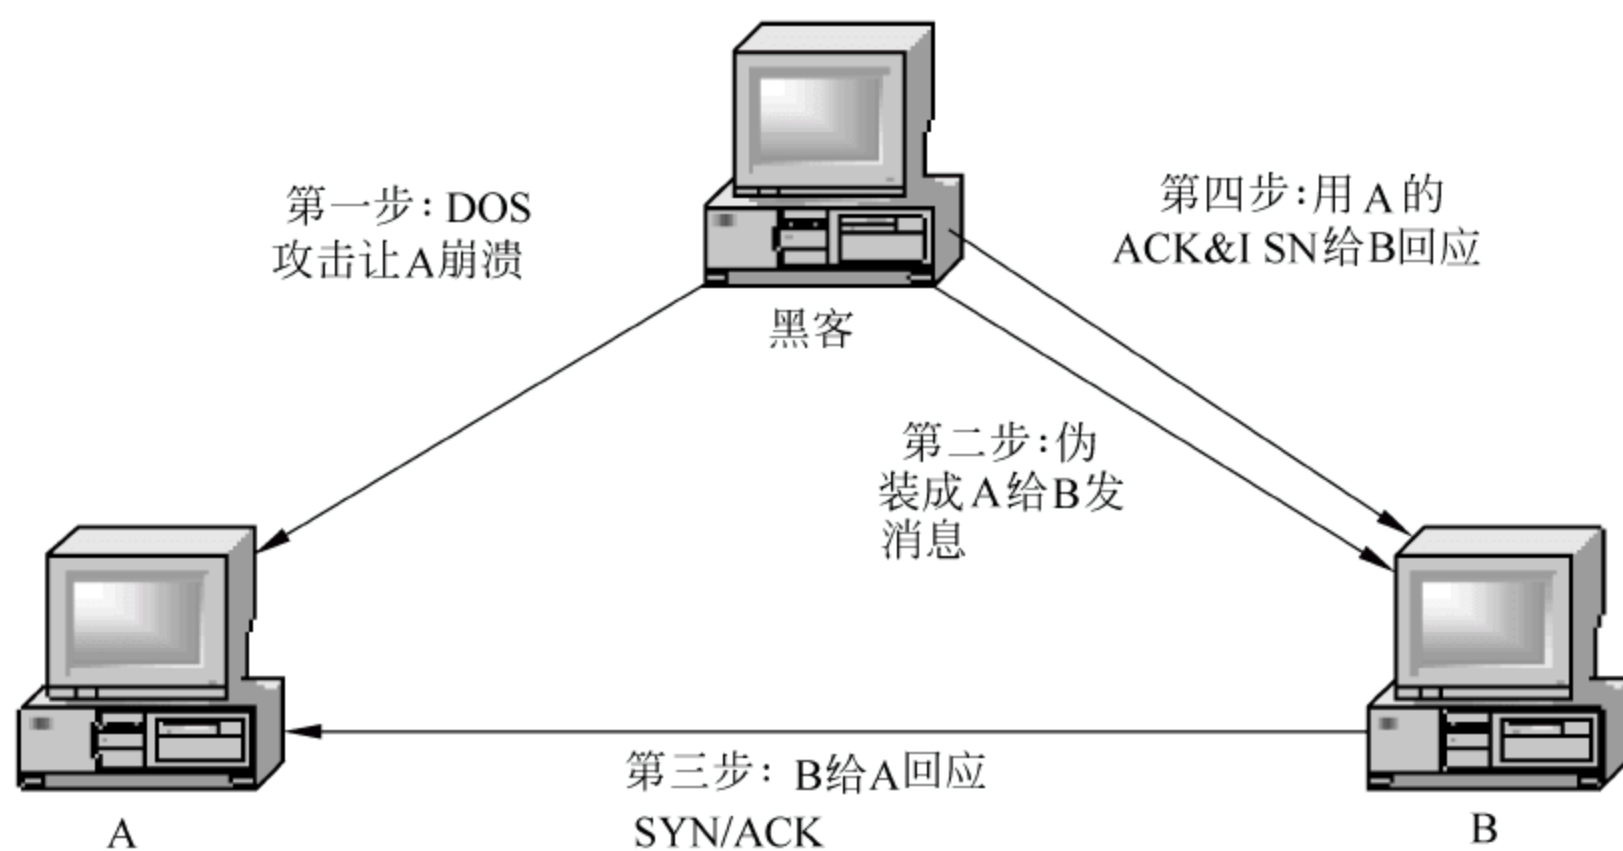 第一步：DOS
攻击让A崩溃
第四步:用A的
ACK&I SN给B回应
黑客
第二步:伪
装成A给B发
消息
第三步：B给A回应
SYN/ACK
A
B